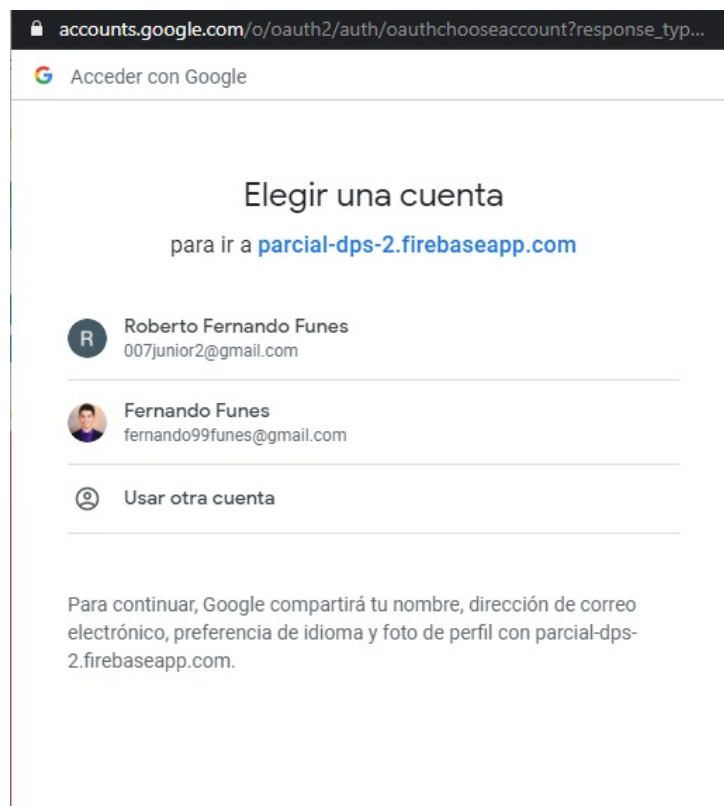 accounts.google.com/o/oauth2/auth/oauthchooseaccount?response_typ...
Acceder con Google
Elegir una cuenta
para ir a parcial-dps-2.firebaseapp.com
R
Roberto Fernando Funes
007junior2@gmail.com
Fernando Funes
fernando99funes@gmail.com
Usar otra cuenta
Para continuar, Google compartirá tu nombre, dirección de correo
electrónico, preferencia de idioma y foto de perfil con parcial-dps-
2.firebaseapp.com.